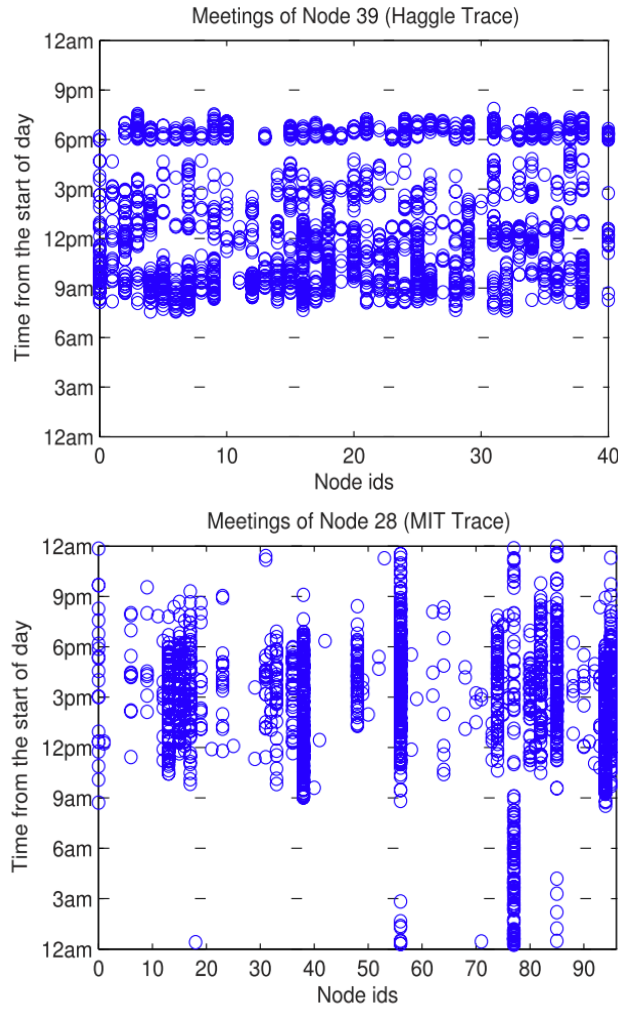 Meetings of Node 39 (Haggle Trace)
12am
9pm
6pm
3pm
12pm
9am
6am
3am
12am
Time from the start of day
0 10 20 30 40
Node ids
Meetings of Node 28 (MIT Trace)
12am
9pm
6pm
3pm
12pm
9am
6am
3am
12am
Time from the start of day
0 10 20 30 40 50 60 70 80 90
Node ids